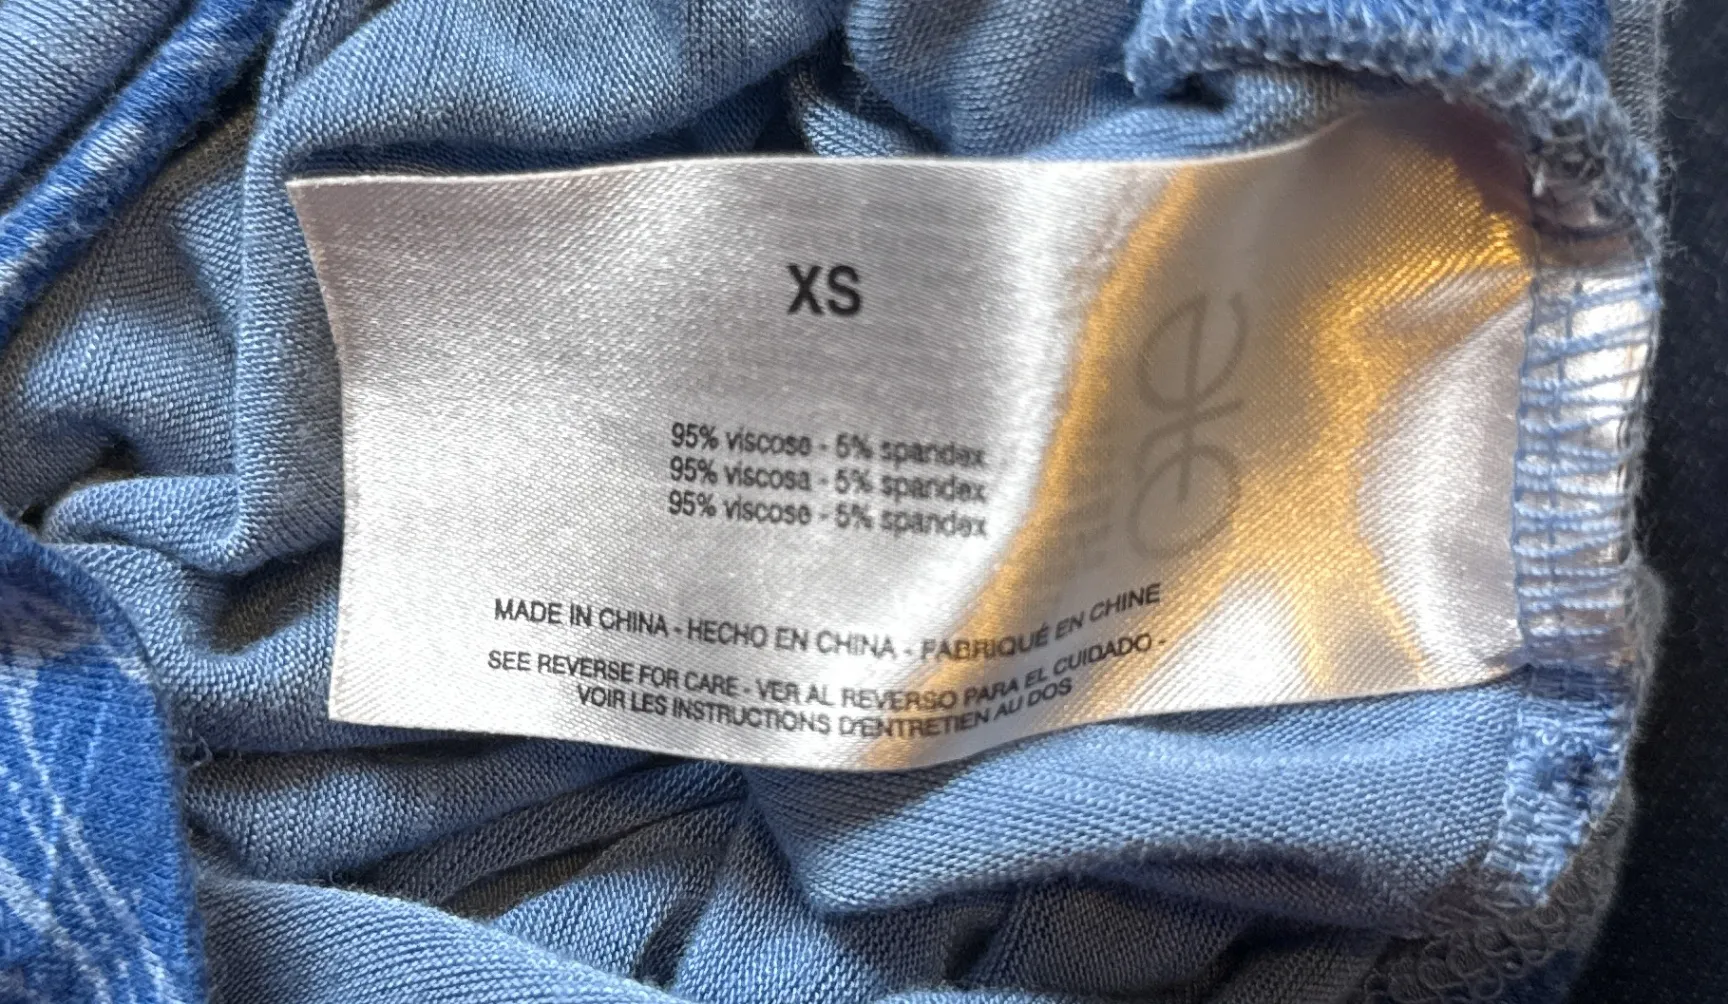 XS
95% viscose - 5% spandex
95% viscosa - 5% spandex
95% viscose - 5% spandex
MADE IN CHINA - HECHO EN CHINA - FABRIQUÉ EN CHINE
SEE REVERSE FOR CARE - VER AL REVERSO PARA EL CUIDADO -
VOIR LES INSTRUCTIONS D'ENTRETIEN AU DOS